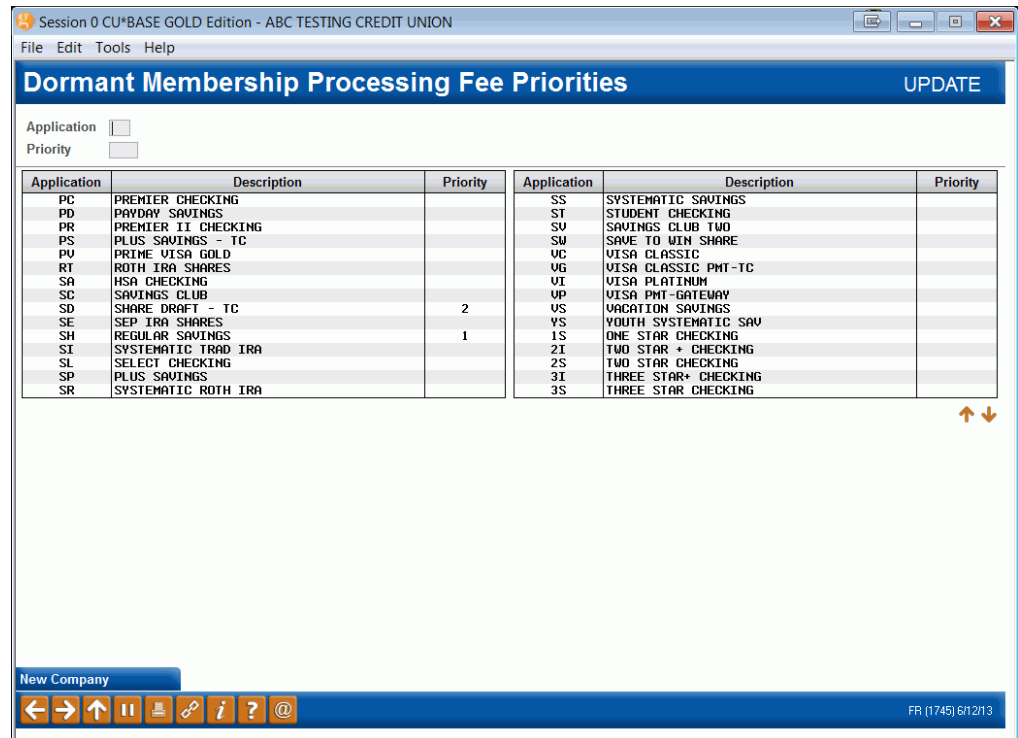 Session 0 CU*BASE GOLD Edition - ABC TESTING CREDIT UNION
File Edit Tools Help
Dormant Membership Processing Fee Priorities UPDATE
Application
Priority
Application Description Priority
PC PREMIER CHECKING
PD PAYDAY SAVINGS
PR PREMIER II CHECKING
PS PLUS SAVINGS - TC
PV PRIME VISA GOLD
RT ROTH IRA SHARES
SA HSA CHECKING
SC SAVINGS CLUB
SD SHARE DRAFT - TC 2
SE SEP IRA SHARES
SH REGULAR SAVINGS 1
SI SYSTEMATIC TRAD IRA
SL SELECT CHECKING
SP PLUS SAVINGS
SR SYSTEMATIC ROTH IRA
Application Description Priority
SS SYSTEMATIC SAVINGS
ST STUDENT CHECKING
SV SAVINGS CLUB TWO
SW SAVE TO WIN SHARE
VC VISA CLASSIC
VG VISA CLASSIC PMT-TC
VI VISA PLATINUM
VP VISA PMT-GATEWAY
VS VACATION SAVINGS
YS YOUTH SYSTEMATIC SAV
1S ONE STAR CHECKING
2I TWO STAR + CHECKING
2S TWO STAR CHECKING
3I THREE STAR+ CHECKING
3S THREE STAR CHECKING
New Company
i ? @
FR (1745) 6/12/13